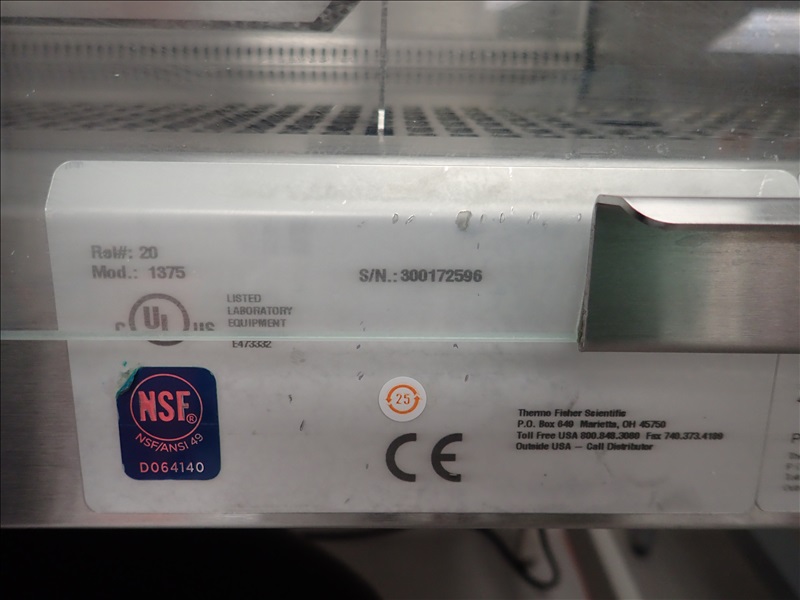 Rel#: 20
Mod.: 1375
S/N.: 300172596
C UL US
LISTED
LABORATORY
EQUIPMENT
E473332
NSF®
NSF/ANSI 49
D064140
25
CE
Thermo Fisher Scientific
P.O. Box 649 Marietta, OH 45750
Toll Free USA 800.848.3080 Fax 740.373.4189
Outside USA — Call Distributor